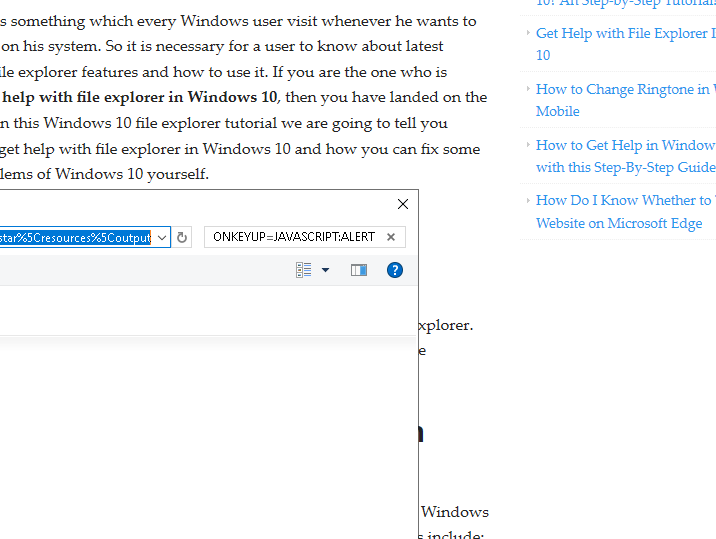 s something which every Windows user visit whenever he wants to
on his system. So it is necessary for a user to know about latest
ile explorer features and how to use it. If you are the one who is
help with file explorer in Windows 10, then you have landed on the
n this Windows 10 file explorer tutorial we are going to tell you
get help with file explorer in Windows 10 and how you can fix some
blems of Windows 10 yourself.
star%5Cresources%5Coutput
ONKEYUP=JAVASCRIPT:ALERT
xplorer.
e
n
Windows
s include:
10? An Step-by-Step Tutorials
Get Help with File Explorer I
10
How to Change Ringtone in W
Mobile
How to Get Help in Window
with this Step-By-Step Guide
How Do I Know Whether to
Website on Microsoft Edge